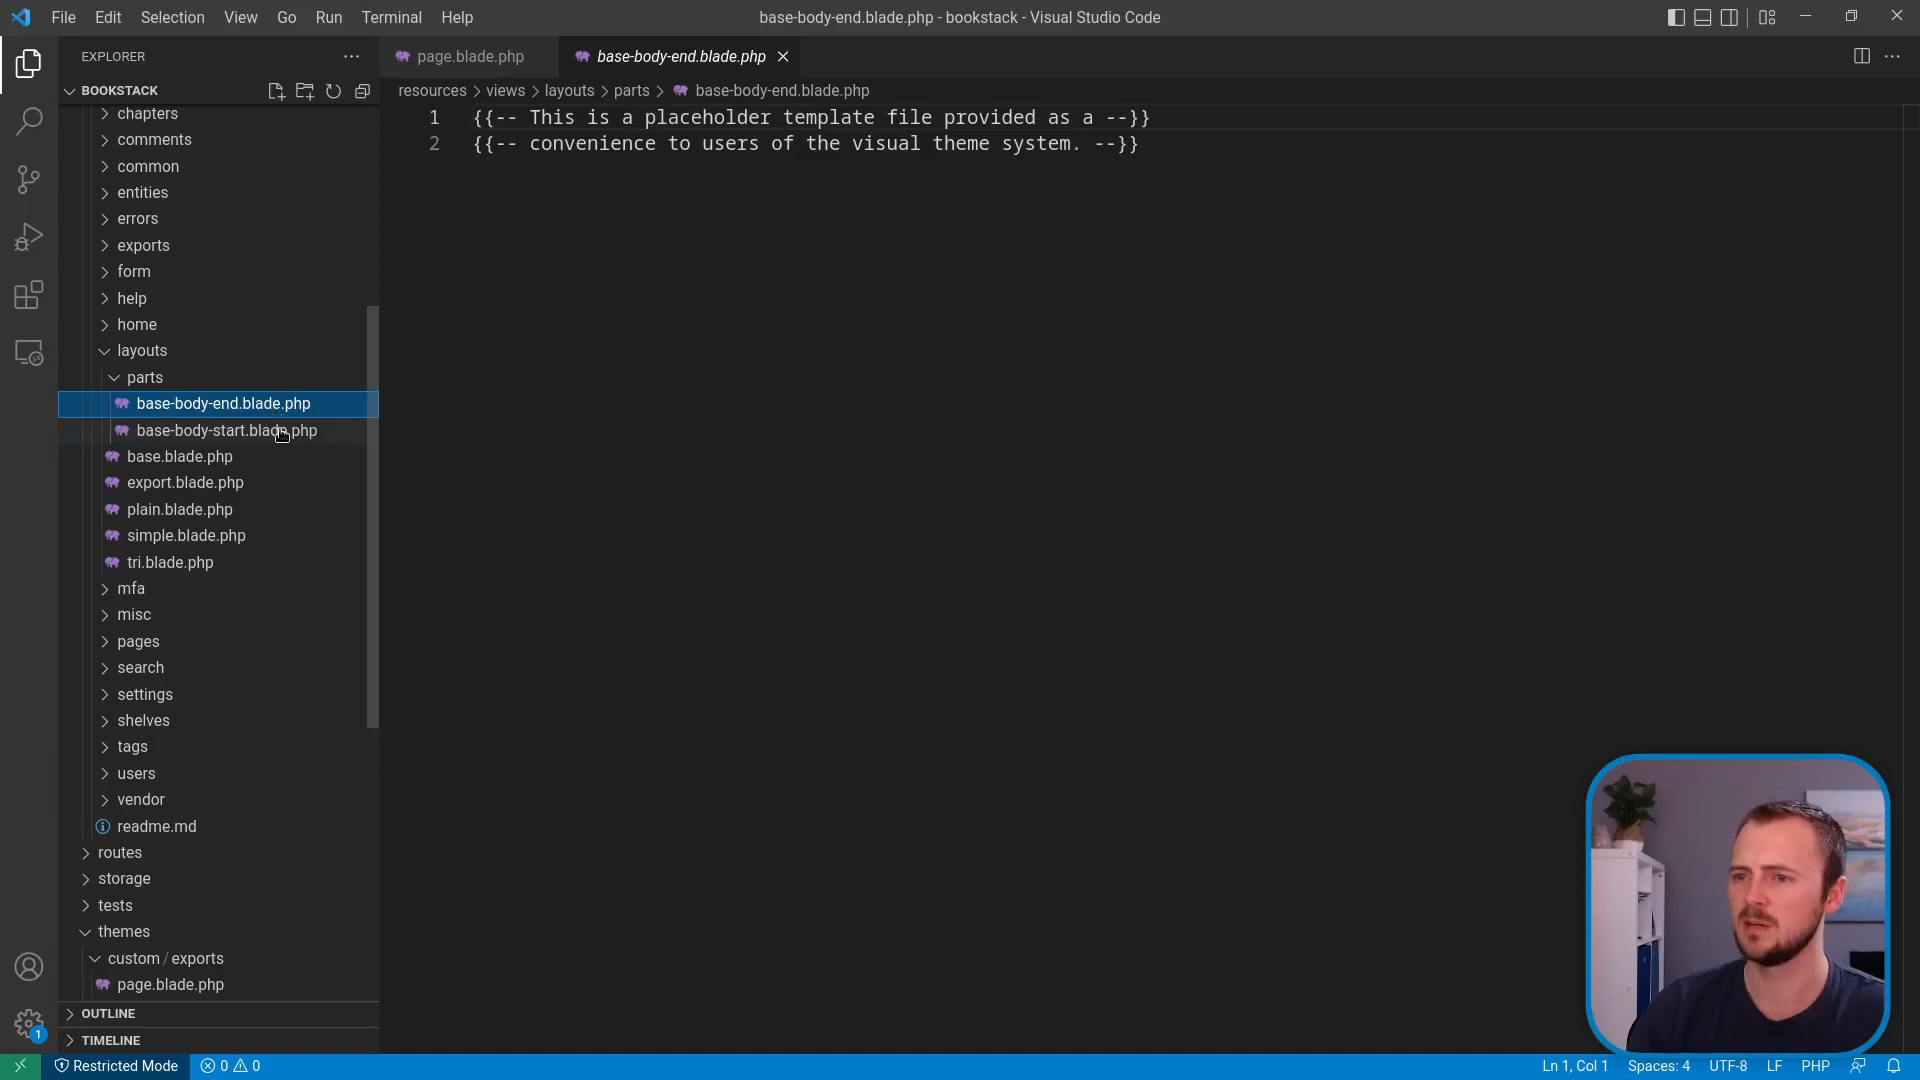 File Edit Selection View Go Run Terminal Help
base-body-end.blade.php - bookstack - Visual Studio Code
EXPLORER
page.blade.php
base-body-end.blade.php
BOOKSTACK
resources > views > layouts > parts > base-body-end.blade.php
1 {{-- This is a placeholder template file provided as a --}}
2 {{-- convenience to users of the visual theme system. --}}
chapters
comments
common
entities
errors
exports
form
help
home
layouts
parts
base-body-end.blade.php
base-body-start.blade.php
base.blade.php
export.blade.php
plain.blade.php
simple.blade.php
tri.blade.php
mfa
misc
pages
search
settings
shelves
tags
users
vendor
readme.md
routes
storage
tests
themes
custom / exports
page.blade.php
OUTLINE
TIMELINE
1
Restricted Mode 0 0 Ln 1, Col 1 Spaces: 4 UTF-8 LF PHP